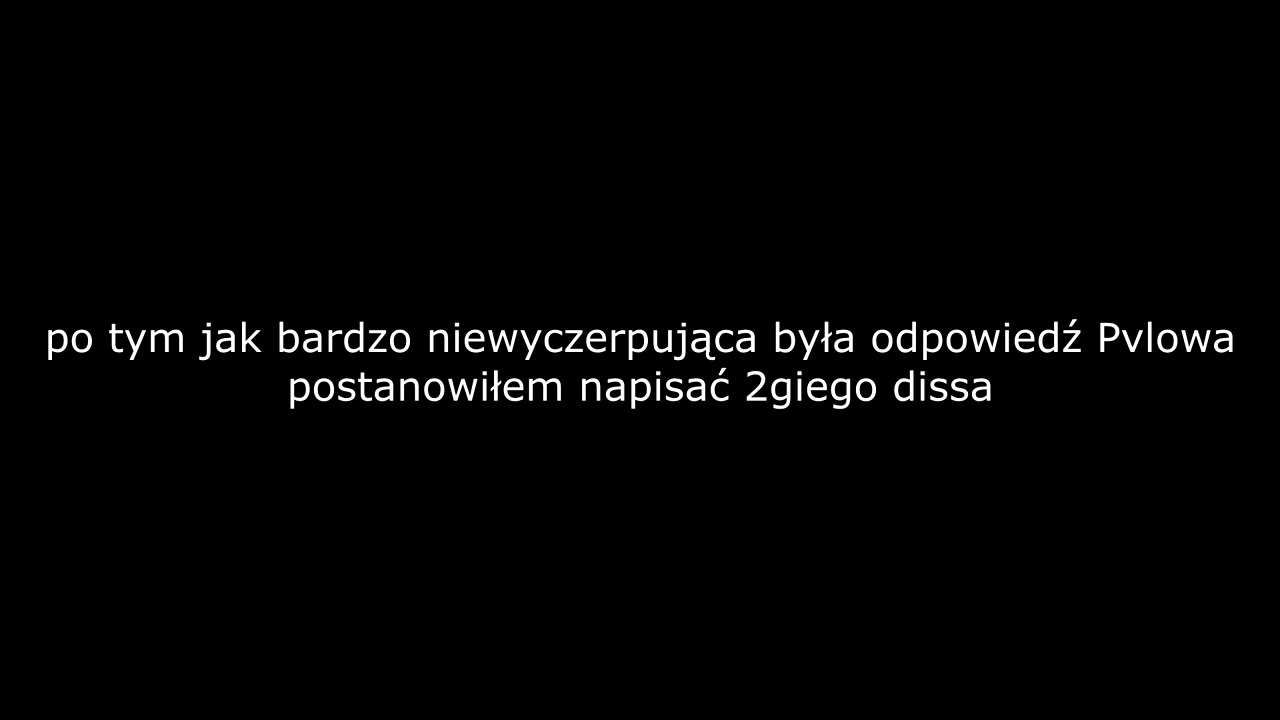 po tym jak bardzo niewyczerpująca była odpowiedź Pvlowa
postanowiłem napisać 2giego dissa